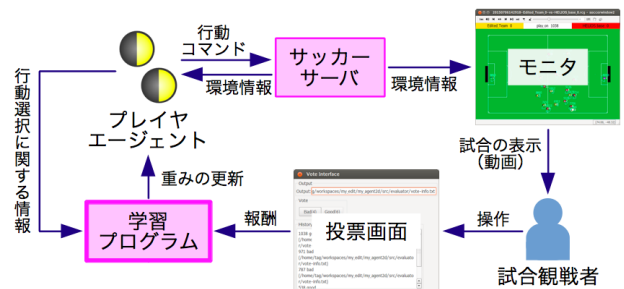 行動
コマンド
サッカー
サーバ
環境情報
環境情報
モニタ
プレイヤ
エージェント
行動選択に関する情報
重みの更新
学習
プログラム
報酬
Vote Interface
Output
Vote
投票画面
操作
試合の表示
(動画)
試合観戦者